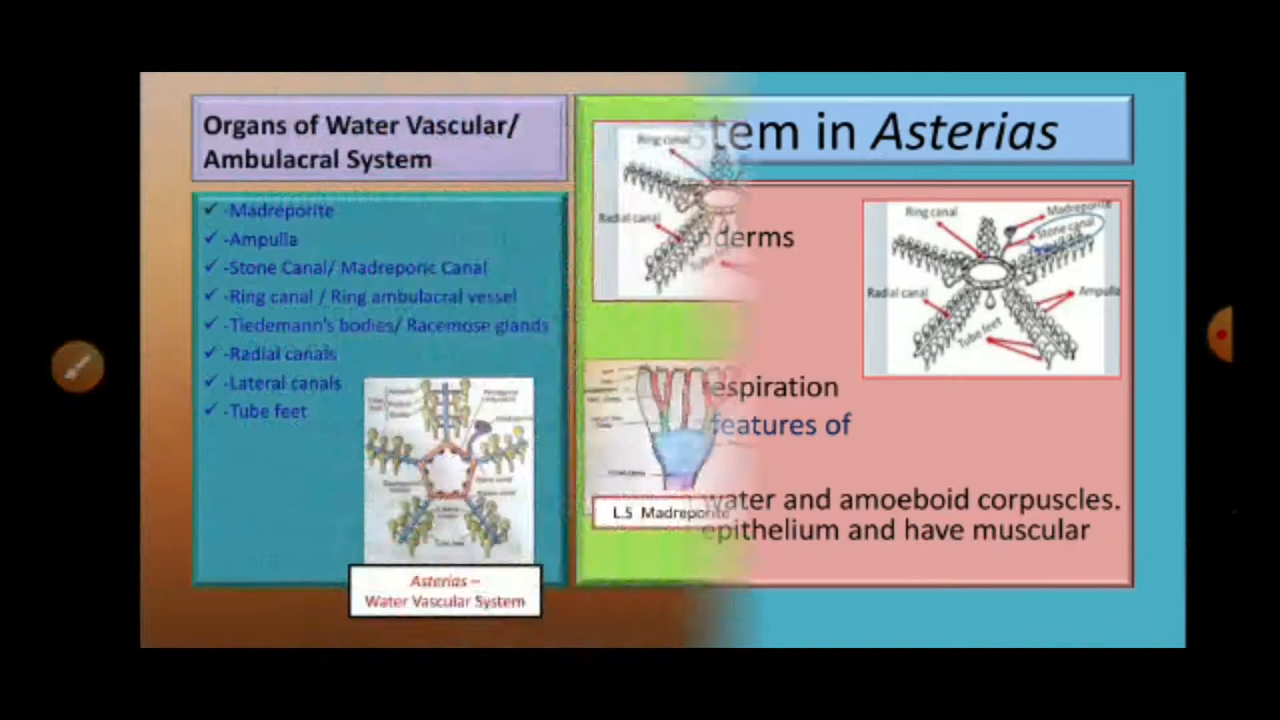 Organs of Water Vascular/
Ambulacral System
✓ -Madreporite
✓ -Ampulla
✓ -Stone Canal/ Madreporic Canal
✓ -Ring canal / Ring ambulacral vessel
✓ -Tiedemann's bodies/ Racemose glands
✓ -Radial canals
✓ -Lateral canals
✓ -Tube feet
Asterias –
Water Vascular System
Ring canal
Radial canal
L.S Madreporite
tem in Asterias
derms
respiration
features of
water and amoeboid corpuscles.
epithelium and have muscular
Ring canal
Madreporite
Stone canal
Radial canal
Ampulla
Tube feet